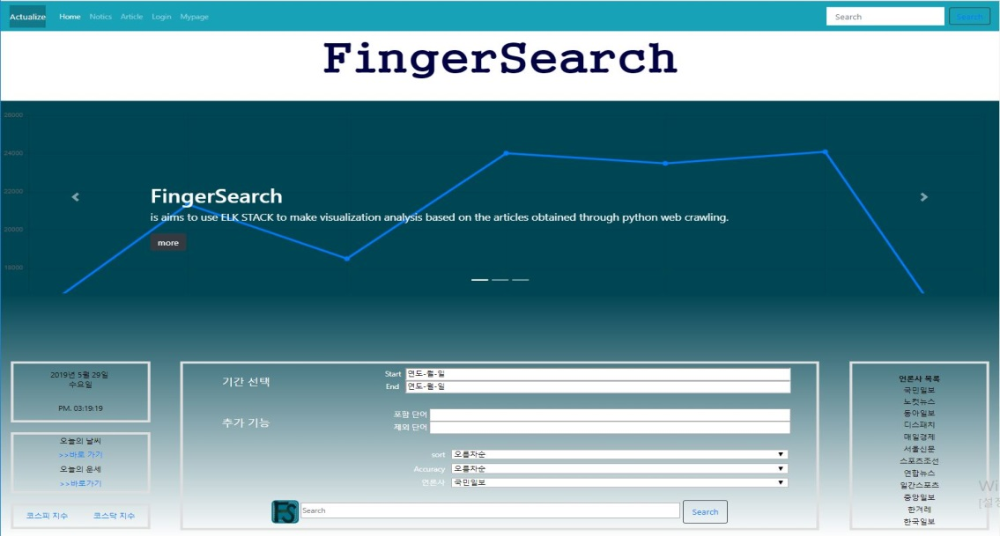 Actualize Home Notics Article Login Mypage Search Search
FingerSearch
26000
24000
22000
20000
18000
FingerSearch
is aims to use ELK STACK to make visualization analysis based on the articles obtained through python web crawling.
more
2019년 5월 29일
수요일
PM. 03:19:19
오늘의 날씨
>>바로 가기
오늘의 운세
>>바로가기
코스피 지수 코스닥 지수
기간 선택
Start 연도-월-일
End 연도-월-일
추가 기능
포함 단어
제외 단어
sort 오름차순
Accuracy 오름차순
언론사 국민일보
FS Search Search
언론사 목록
국민일보
노컷뉴스
동아일보
디스패치
매일경제
서울신문
스포츠조선
연합뉴스
일간스포츠
중앙일보
한겨레
한국일보
Wi
[설정